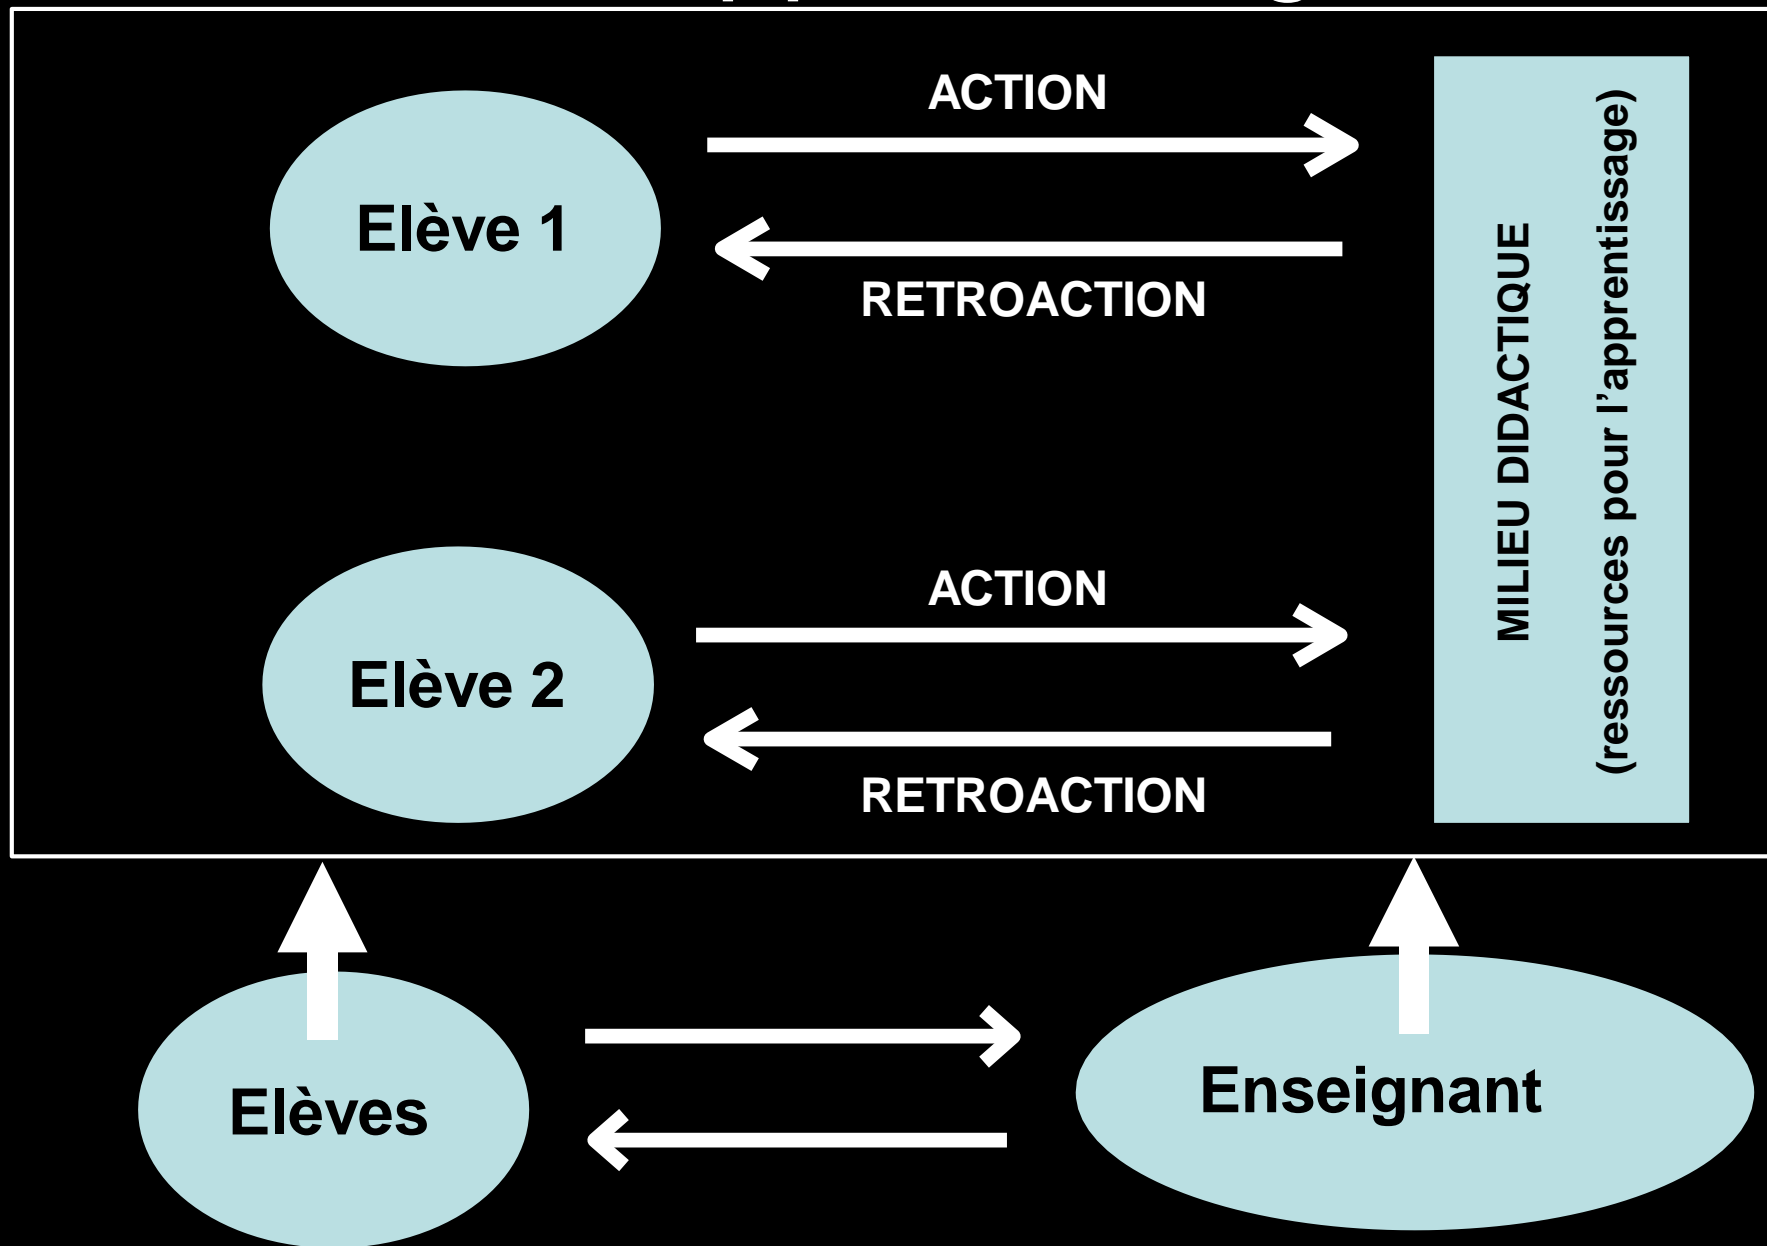 ACTION
Elève 1
RETROACTION
MILIEU DIDACTIQUE
(ressources pour l’apprentissage)
ACTION
Elève 2
RETROACTION
Elèves
Enseignant